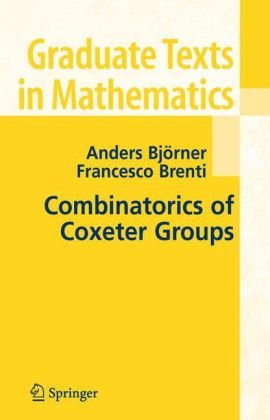 Graduate Texts
in Mathematics
Anders Björner
Francesco Brenti
Combinatorics of
Coxeter Groups
Springer